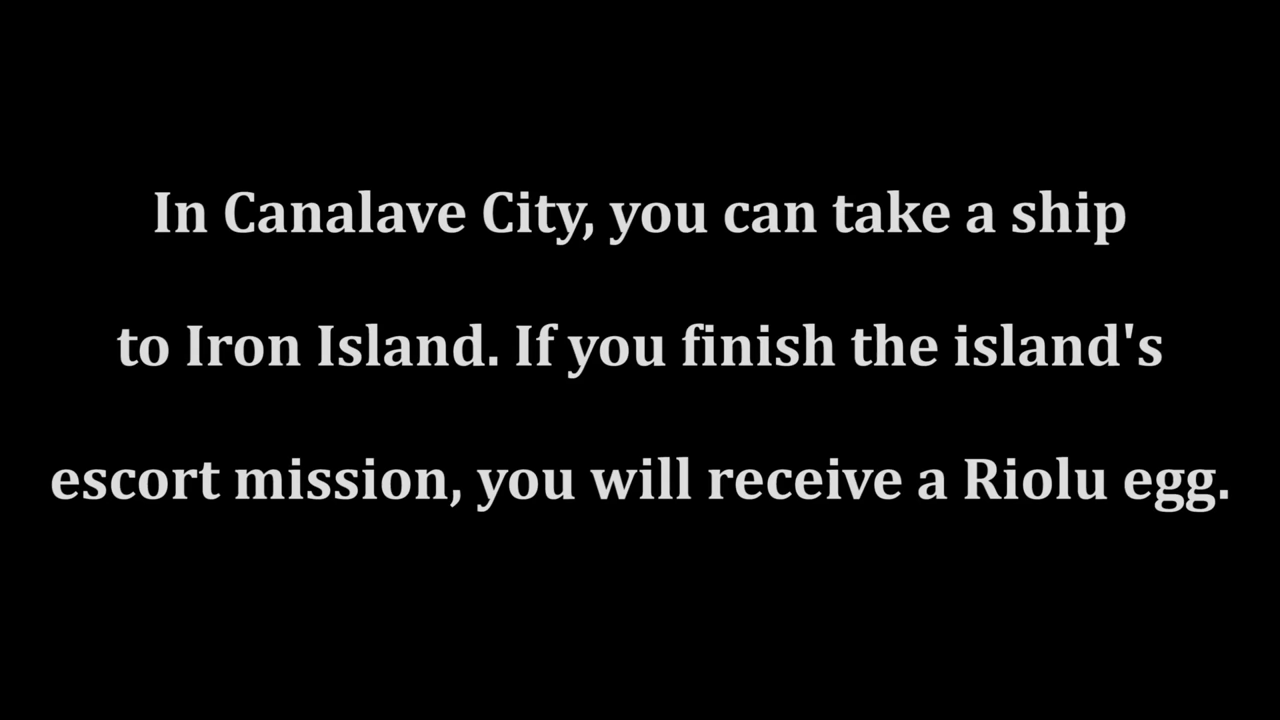 In Canalave City, you can take a ship
to Iron Island. If you finish the island's
escort mission, you will receive a Riolu egg.